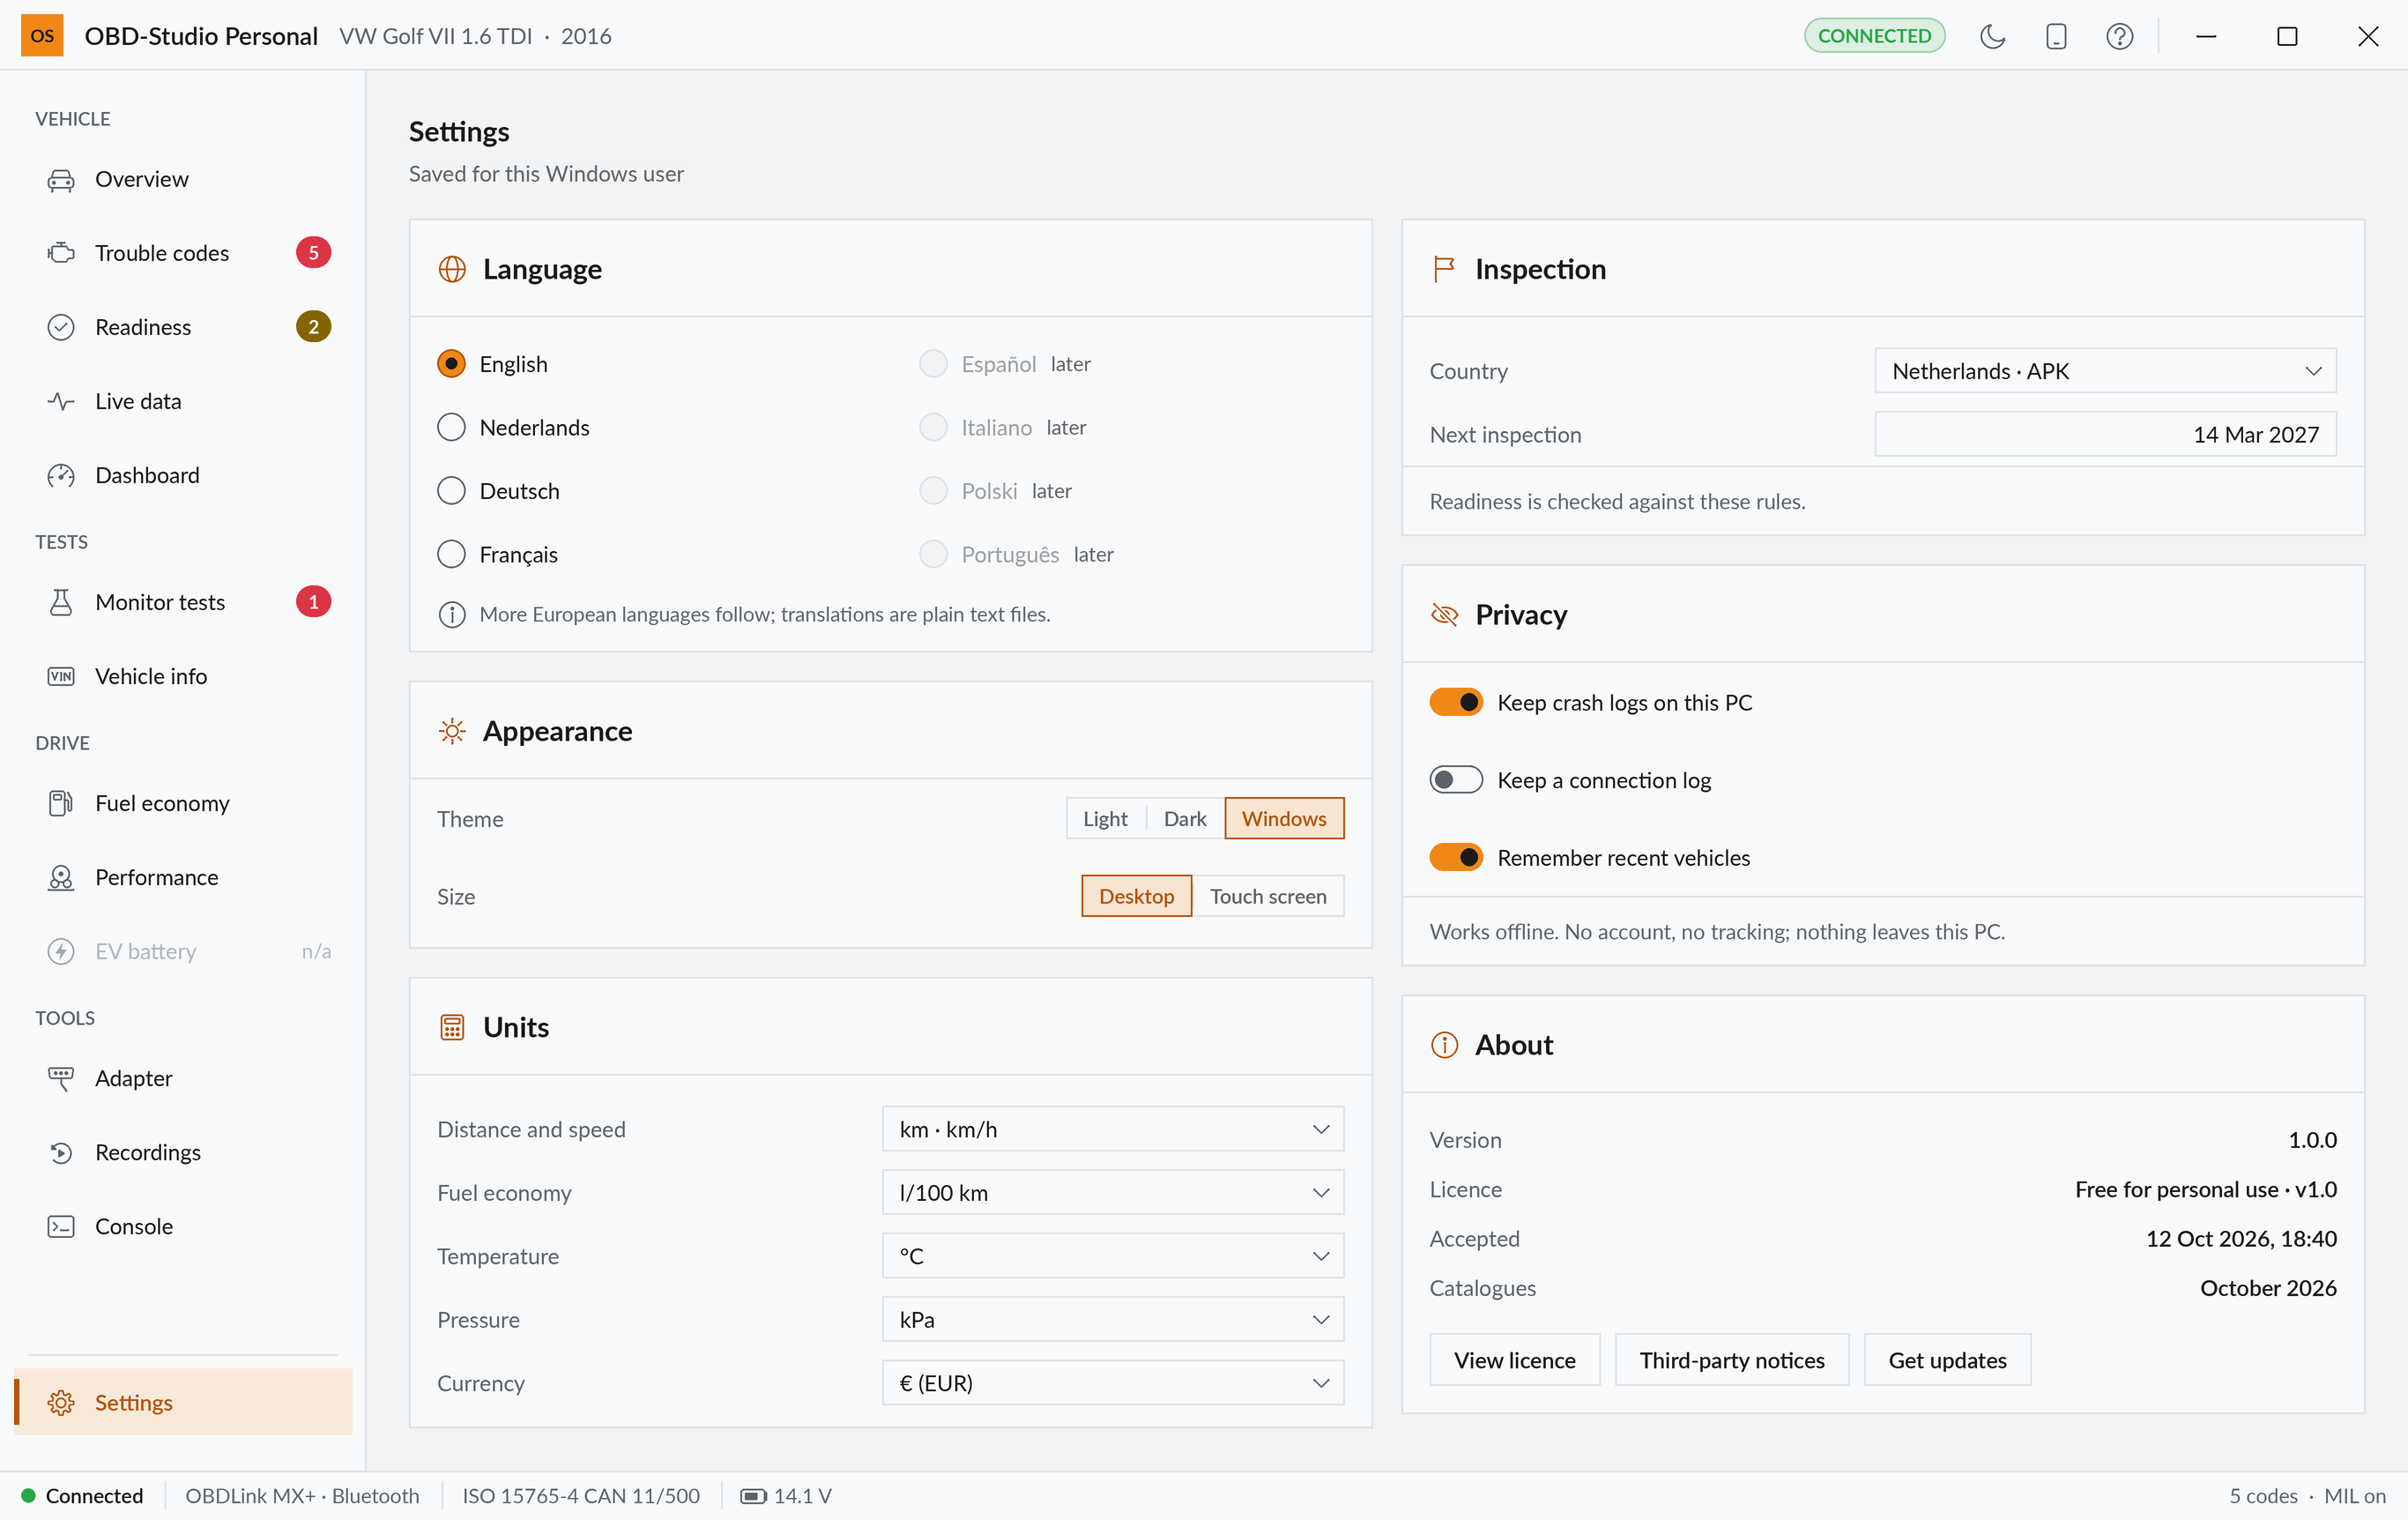 OS OBD-Studio Personal VW Golf VII 1.6 TDI · 2016 CONNECTED
VEHICLE
Overview
Trouble codes 5
Readiness 2
Live data
Dashboard
TESTS
Monitor tests 1
VIN Vehicle info
DRIVE
Fuel economy
Performance
EV battery n/a
TOOLS
Adapter
Recordings
Console
Settings
Settings
Saved for this Windows user
Language
English
Nederlands
Deutsch
Français
Español later
Italiano later
Polski later
Português later
More European languages follow; translations are plain text files.
Appearance
Theme Light Dark Windows
Size Desktop Touch screen
Units
Distance and speed km · km/h
Fuel economy l/100 km
Temperature °C
Pressure kPa
Currency € (EUR)
Inspection
Country Netherlands · APK
Next inspection 14 Mar 2027
Readiness is checked against these rules.
Privacy
Keep crash logs on this PC
Keep a connection log
Remember recent vehicles
Works offline. No account, no tracking; nothing leaves this PC.
About
Version 1.0.0
Licence Free for personal use · v1.0
Accepted 12 Oct 2026, 18:40
Catalogues October 2026
View licence Third-party notices Get updates
Connected OBDLink MX+ · Bluetooth ISO 15765-4 CAN 11/500 14.1 V 5 codes · MIL on